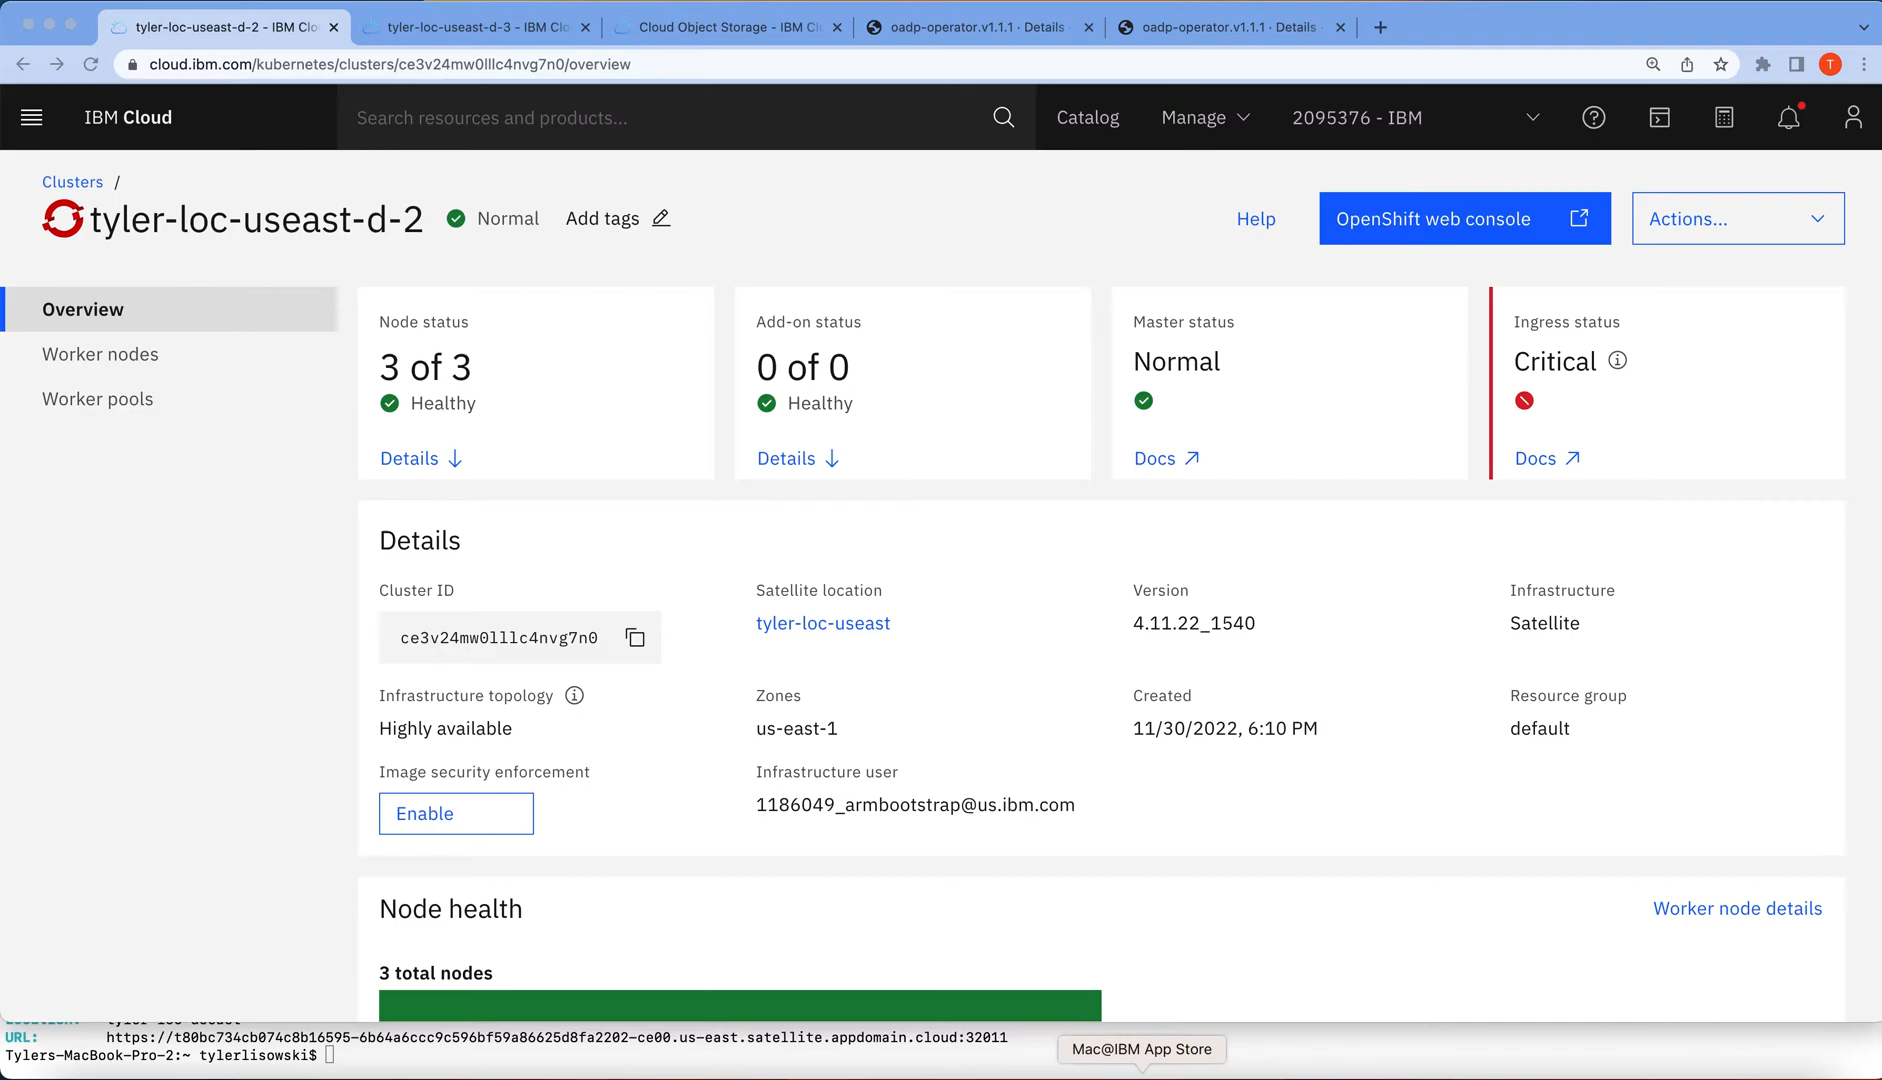 tyler-loc-useast-d-2 - IBM Clo
tyler-loc-useast-d-3 - IBM Clo
Cloud Object Storage - IBM Cl
oadp-operator.v1.1.1 · Details
oadp-operator.v1.1.1 · Details
cloud.ibm.com/kubernetes/clusters/ce3v24mw0lllc4nvg7n0/overview
T
IBM Cloud
Search resources and products...
Catalog
Manage
2095376 - IBM
Clusters /
tyler-loc-useast-d-2
Normal
Add tags
Help
OpenShift web console
Actions...
Overview
Worker nodes
Worker pools
Node status
3 of 3
Healthy
Details
Add-on status
0 of 0
Healthy
Details
Master status
Normal
Docs
Ingress status
Critical
Docs
Details
Cluster ID
ce3v24mw0lllc4nvg7n0
Satellite location
tyler-loc-useast
Version
4.11.22_1540
Infrastructure
Satellite
Infrastructure topology
Highly available
Zones
us-east-1
Created
11/30/2022, 6:10 PM
Resource group
default
Image security enforcement
Enable
Infrastructure user
1186049_armbootstrap@us.ibm.com
Node health
Worker node details
3 total nodes
URL: https://t80bc734cb074c8b16595-6b64a6ccc9c596bf59a86625d8fa2202-ce00.us-east.satellite.appdomain.cloud:32011
Tylers-MacBook-Pro-2:~ tylerlisowski$
Mac@IBM App Store